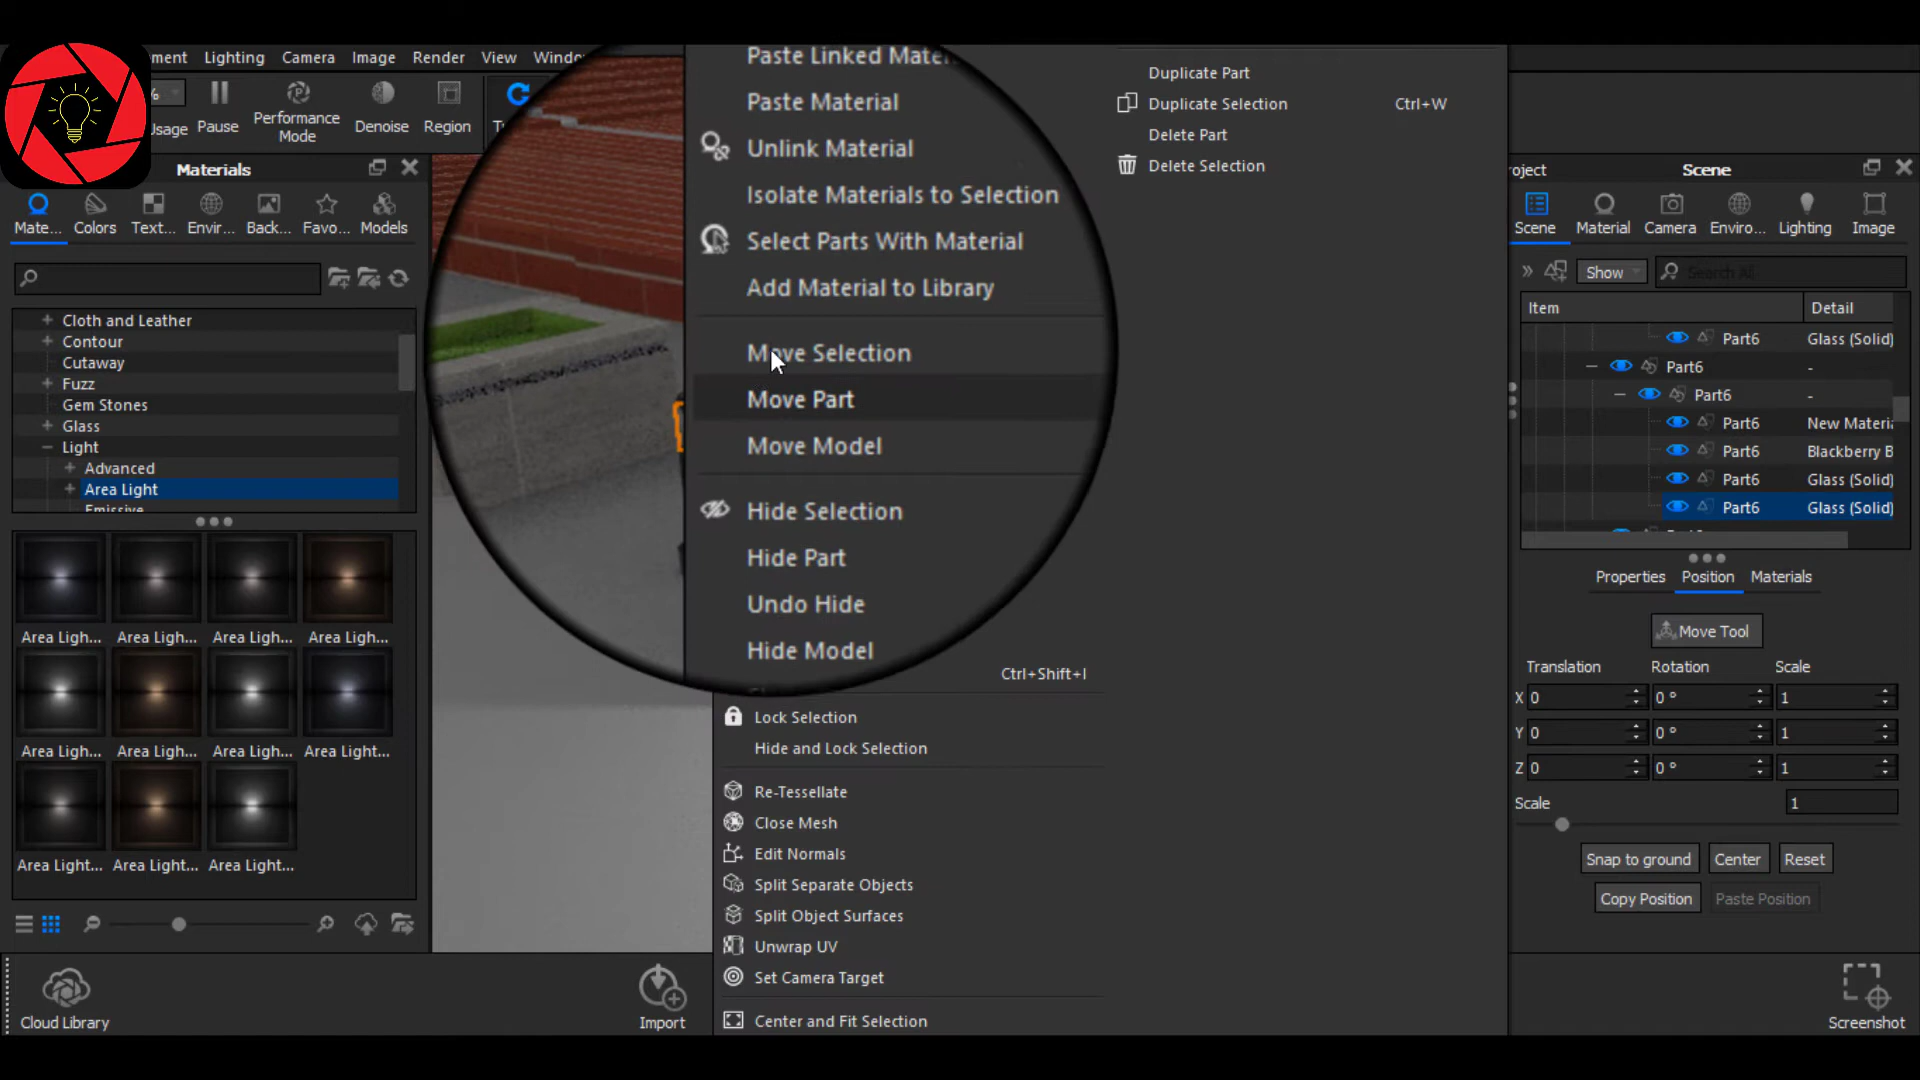 ment Lighting Camera Image Render View Windo
%
Usage
Pause
Performance
Mode
Denoise
Region
Materials
Mate...
Colors
Text...
Envir...
Back...
Favo...
Models
Cloth and Leather
Contour
Cutaway
Fuzz
Gem Stones
Glass
Light
Advanced
Area Light
Emissive
Area Ligh... Area Ligh... Area Ligh... Area Ligh...
Area Ligh... Area Ligh... Area Ligh... Area Light...
Area Light... Area Light... Area Light...
Cloud Library
Import
Paste Linked Mate
Paste Material
Unlink Material
Isolate Materials to Selection
Select Parts With Material
Add Material to Library
Move Selection
Move Part
Move Model
Hide Selection
Hide Part
Undo Hide
Hide Model
Ctrl+Shift+I
Lock Selection
Hide and Lock Selection
Re-Tessellate
Close Mesh
Edit Normals
Split Separate Objects
Split Object Surfaces
Unwrap UV
Set Camera Target
Center and Fit Selection
Duplicate Part
Duplicate Selection Ctrl+W
Delete Part
Delete Selection
roject
Scene
Scene
Material
Camera
Enviro...
Lighting
Image
Show
Search All
Item Detail
Part6 Glass (Solid)
Part6 -
Part6 -
Part6 New Materi
Part6 Blackberry B
Part6 Glass (Solid)
Part6 Glass (Solid)
Properties Position Materials
Move Tool
Translation Rotation Scale
X 0 0 ° 1
Y 0 0 ° 1
Z 0 0 ° 1
Scale 1
Snap to ground Center Reset
Copy Position Paste Position
Screenshot